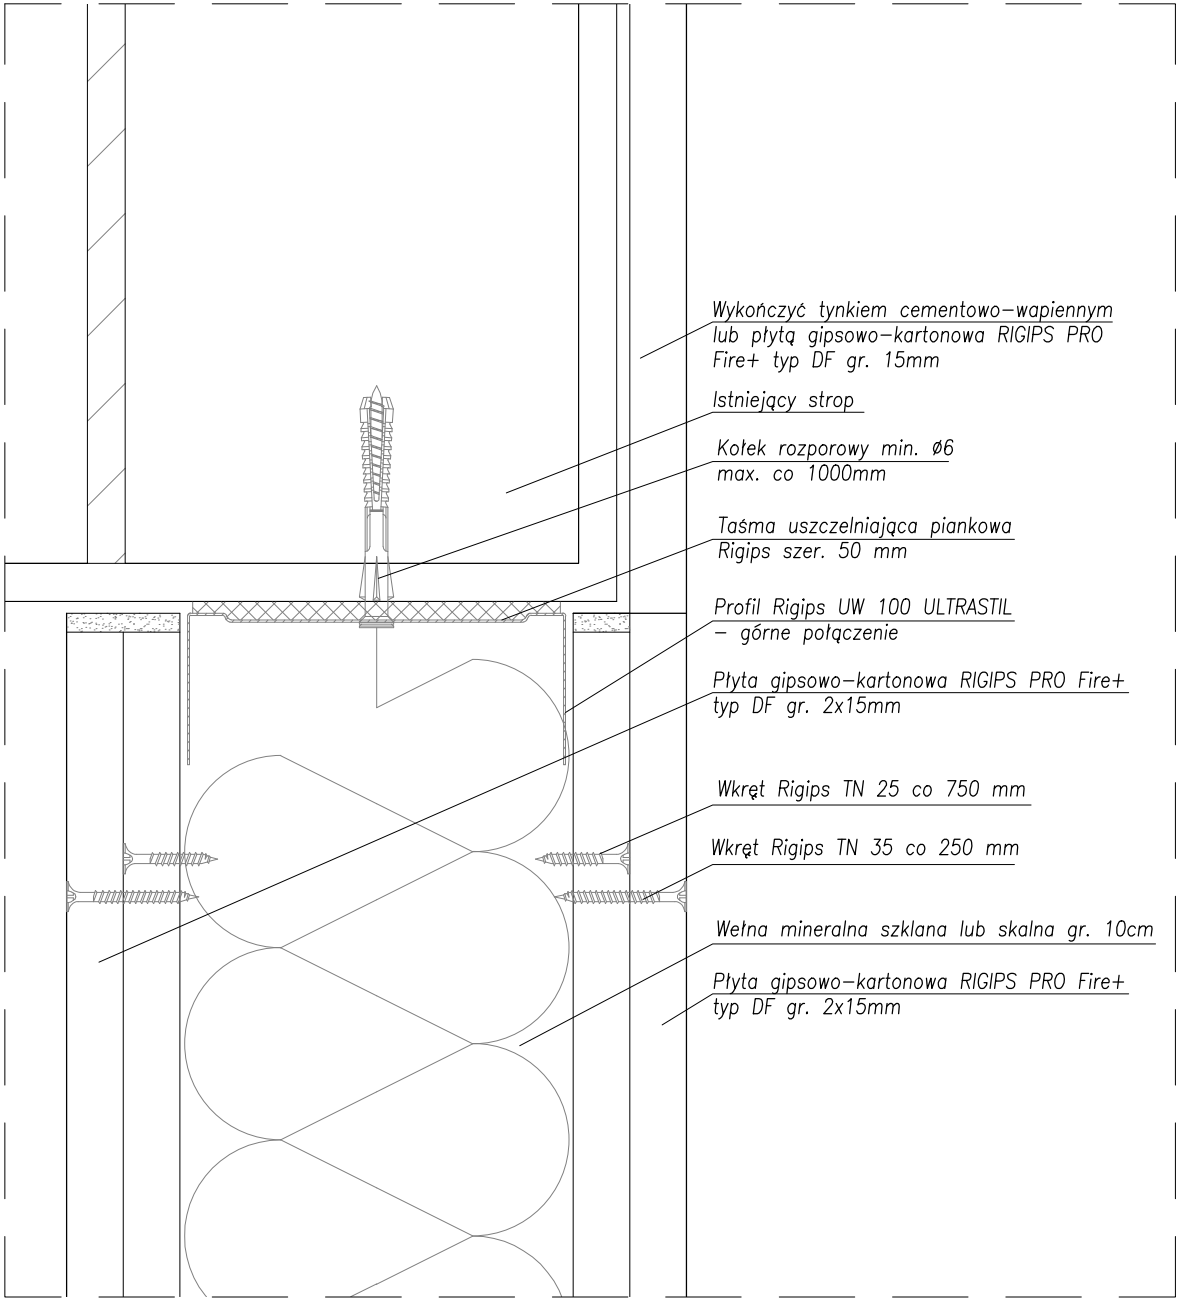 Wykończyć tynkiem cementowo-wapiennym
lub płytą gipsowo-kartonowa RIGIPS PRO
Fire+ typ DF gr. 15mm
Istniejący strop
Kołek rozporowy min. ø6
max. co 1000mm
Taśma uszczelniająca piankowa
Rigips szer. 50 mm
Profil Rigips UW 100 ULTRASTIL
- górne połączenie
Płyta gipsowo-kartonowa RIGIPS PRO Fire+
typ DF gr. 2x15mm
Wkręt Rigips TN 25 co 750 mm
Wkręt Rigips TN 35 co 250 mm
Wełna mineralna szklana lub skalna gr. 10cm
Płyta gipsowo-kartonowa RIGIPS PRO Fire+
typ DF gr. 2x15mm